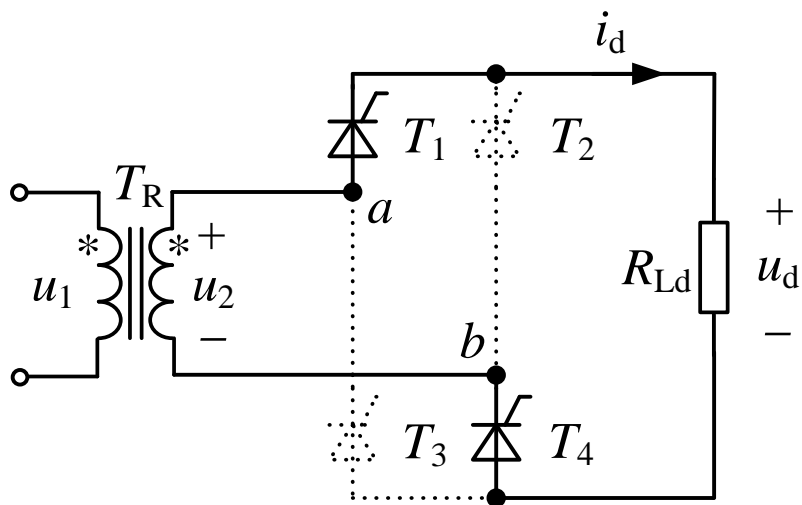 i_d
T_1 T_2
T_R
a
* * +
u_1 u_2
−
+
R_Ld u_d
−
b
T_3 T_4